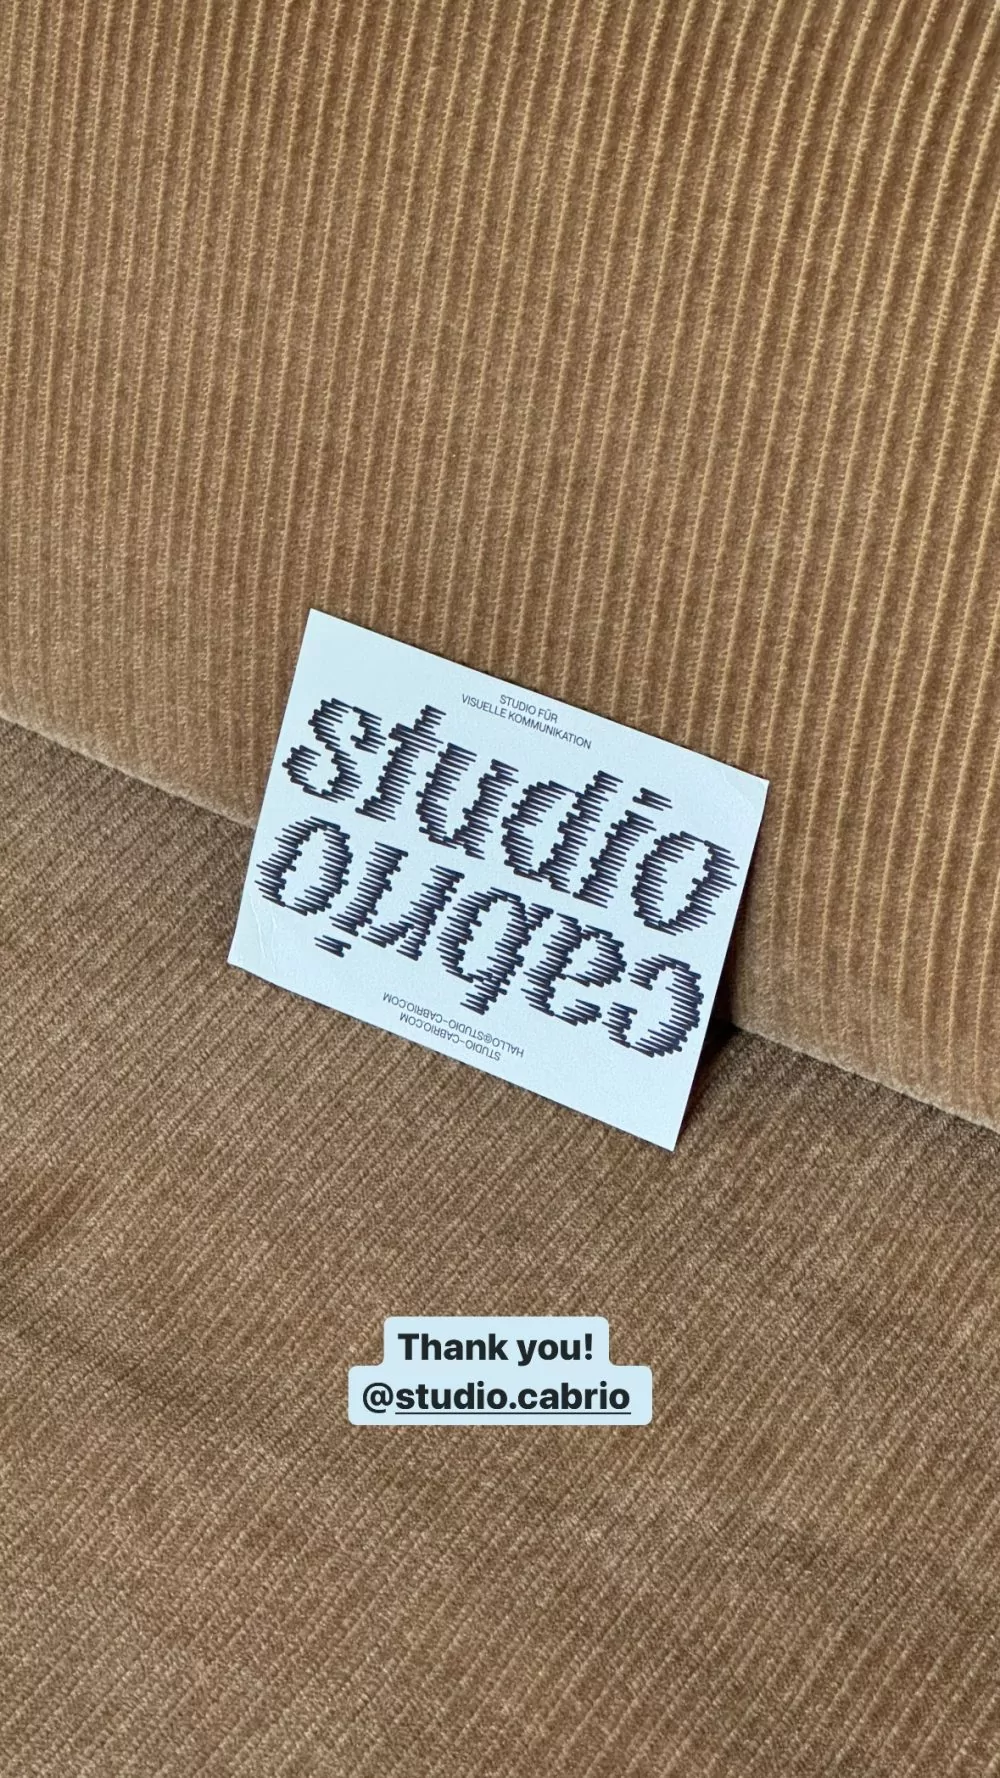 STUDIO FÜR
VISUELLE KOMMUNIKATION
studio
cabrio
STUDIO-CABRIO.COM
HALLO@STUDIO-CABRIO.COM
Thank you!
@studio.cabrio